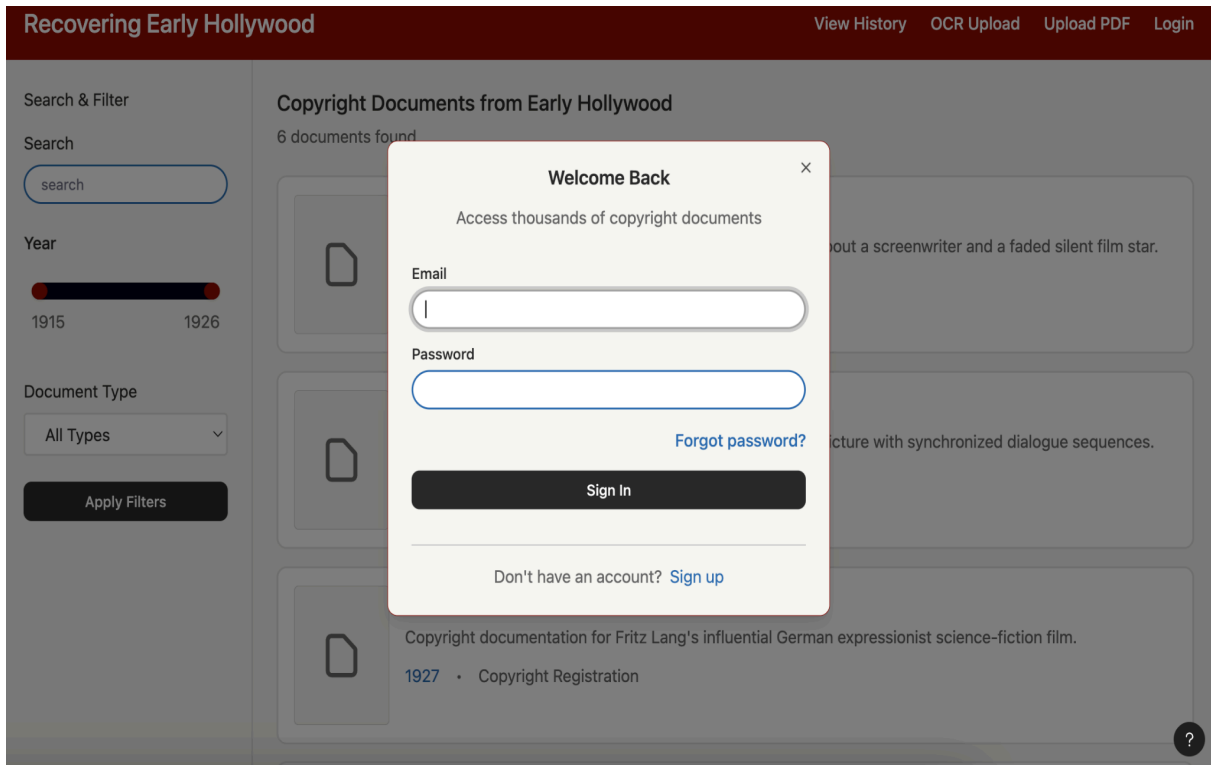 Recovering Early Hollywood
View History OCR Upload Upload PDF Login
Search & Filter
Search
search
Year
1915 1926
Document Type
All Types
Apply Filters
Copyright Documents from Early Hollywood
6 documents found
Welcome Back
×
Access thousands of copyright documents
Email
Password
Forgot password?
Sign In
Don't have an account? Sign up
a screenwriter and a faded silent film star.
with synchronized dialogue sequences.
Copyright documentation for Fritz Lang's influential German expressionist science-fiction film.
1927 • Copyright Registration
?